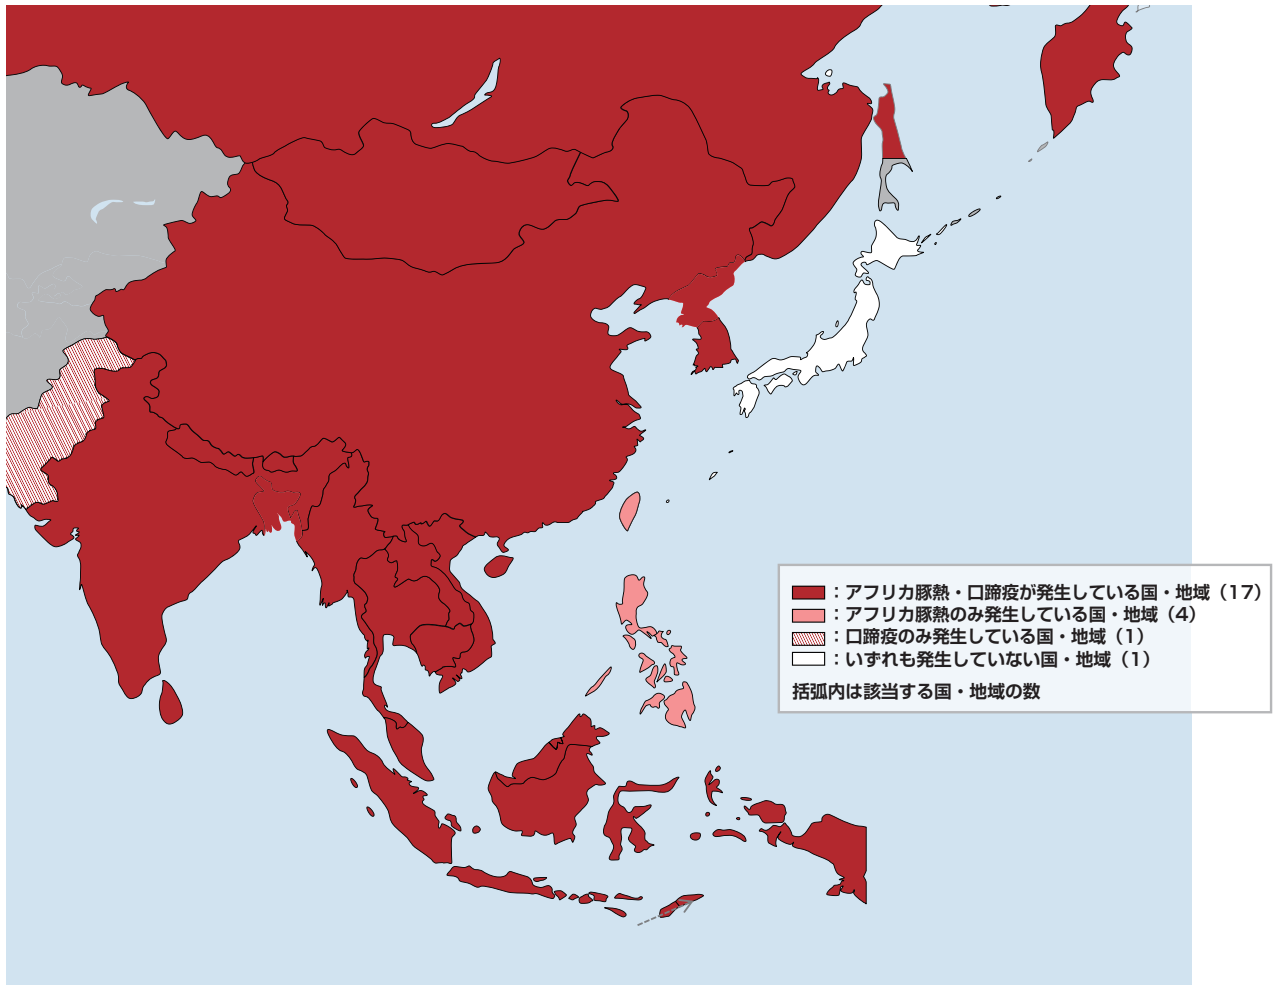 ：アフリカ豚熱・口蹄疫が発生している国・地域（17）
：アフリカ豚熱のみ発生している国・地域（4）
：口蹄疫のみ発生している国・地域（1）
：いずれも発生していない国・地域（1）
括弧内は該当する国・地域の数